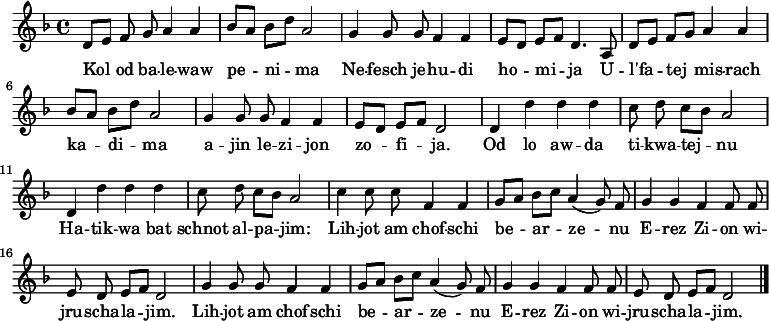 Kol od ba -- le -- waw pe -- ni -- ma Ne -- fesch je -- hu -- di ho -- mi -- ja U -- l'fa -- tej mis -- rach
6
ka -- di -- ma a -- jin le -- zi -- jon zo -- fi -- ja. Od lo aw -- da ti -- kwa -- tej -- nu
11
Ha -- tik -- wa bat schnot al -- pa -- jim: Lih -- jot am chof -- schi be -- ar -- ze -- nu E -- rez Zi -- on wi --
16
jru -- scha -- la -- jim. Lih -- jot am chof -- schi be -- ar -- ze -- nu E -- rez Zi -- on wi -- jru -- scha -- la -- jim.